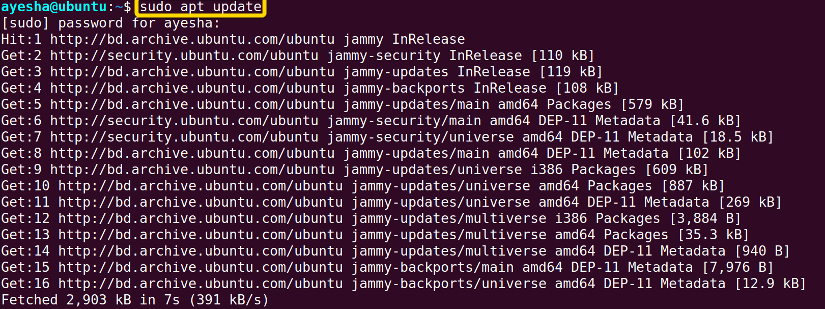 ayesha@ubuntu:~$ sudo apt update
[sudo] password for ayesha:
Hit:1 http://bd.archive.ubuntu.com/ubuntu jammy InRelease
Get:2 http://security.ubuntu.com/ubuntu jammy-security InRelease [110 kB]
Get:3 http://bd.archive.ubuntu.com/ubuntu jammy-updates InRelease [119 kB]
Get:4 http://bd.archive.ubuntu.com/ubuntu jammy-backports InRelease [108 kB]
Get:5 http://bd.archive.ubuntu.com/ubuntu jammy-updates/main amd64 Packages [579 kB]
Get:6 http://security.ubuntu.com/ubuntu jammy-security/main amd64 DEP-11 Metadata [41.6 kB]
Get:7 http://security.ubuntu.com/ubuntu jammy-security/universe amd64 DEP-11 Metadata [18.5 kB]
Get:8 http://bd.archive.ubuntu.com/ubuntu jammy-updates/main amd64 DEP-11 Metadata [102 kB]
Get:9 http://bd.archive.ubuntu.com/ubuntu jammy-updates/universe i386 Packages [609 kB]
Get:10 http://bd.archive.ubuntu.com/ubuntu jammy-updates/universe amd64 Packages [887 kB]
Get:11 http://bd.archive.ubuntu.com/ubuntu jammy-updates/universe amd64 DEP-11 Metadata [269 kB]
Get:12 http://bd.archive.ubuntu.com/ubuntu jammy-updates/multiverse i386 Packages [3,884 B]
Get:13 http://bd.archive.ubuntu.com/ubuntu jammy-updates/multiverse amd64 Packages [35.3 kB]
Get:14 http://bd.archive.ubuntu.com/ubuntu jammy-updates/multiverse amd64 DEP-11 Metadata [940 B]
Get:15 http://bd.archive.ubuntu.com/ubuntu jammy-backports/main amd64 DEP-11 Metadata [7,976 B]
Get:16 http://bd.archive.ubuntu.com/ubuntu jammy-backports/universe amd64 DEP-11 Metadata [12.9 kB]
Fetched 2,903 kB in 7s (391 kB/s)